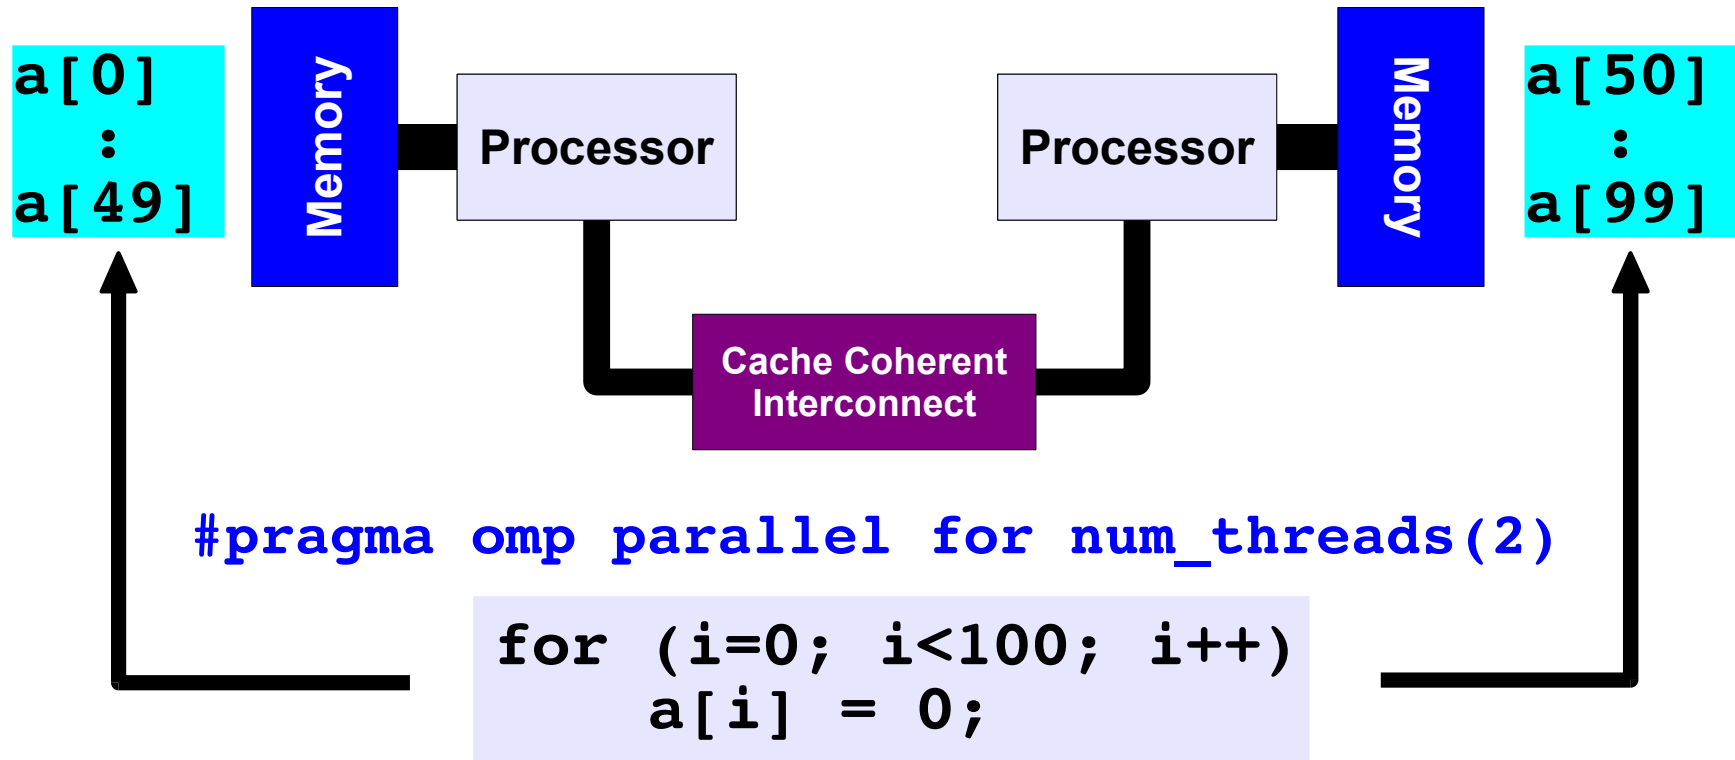 a[0]
:
a[49]
Memory
Processor
Processor
Memory
a[50]
:
a[99]
Cache Coherent
Interconnect
#pragma omp parallel for num_threads(2)
for (i=0; i<100; i++)
    a[i] = 0;